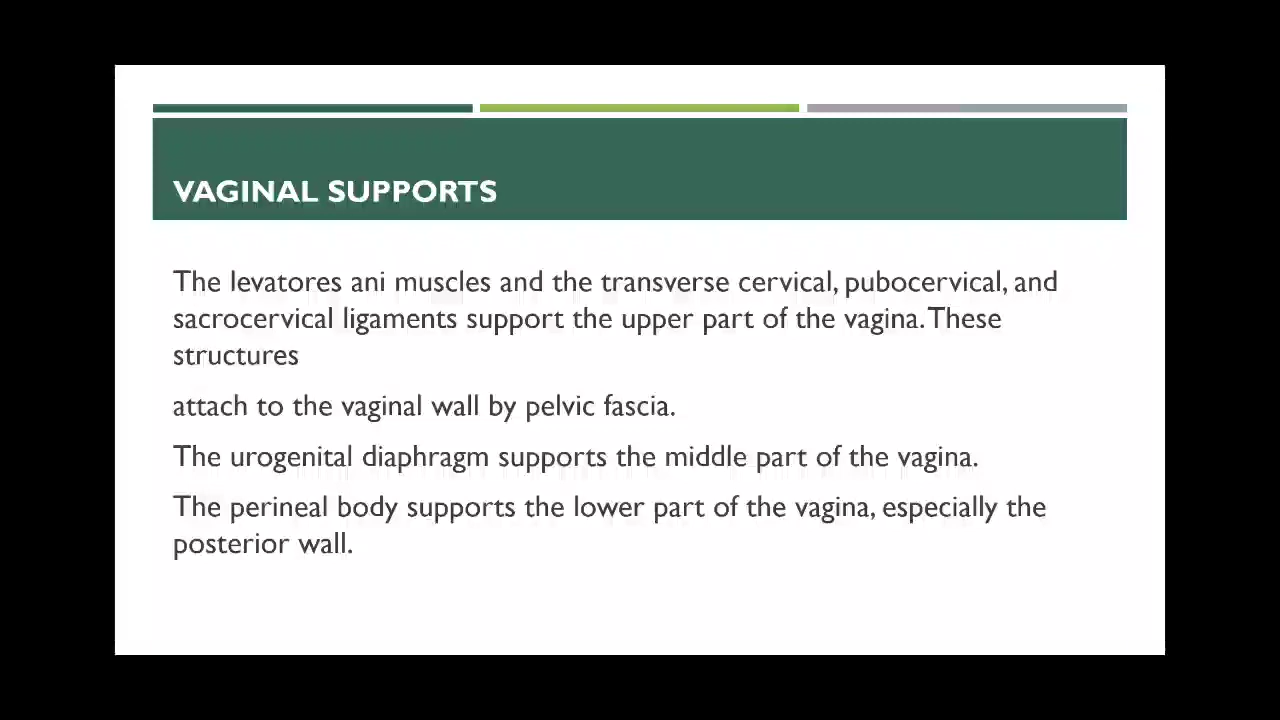 VAGINAL SUPPORTS
The levatores ani muscles and the transverse cervical, pubocervical, and
sacrocervical ligaments support the upper part of the vagina. These
structures
attach to the vaginal wall by pelvic fascia.
The urogenital diaphragm supports the middle part of the vagina.
The perineal body supports the lower part of the vagina, especially the
posterior wall.